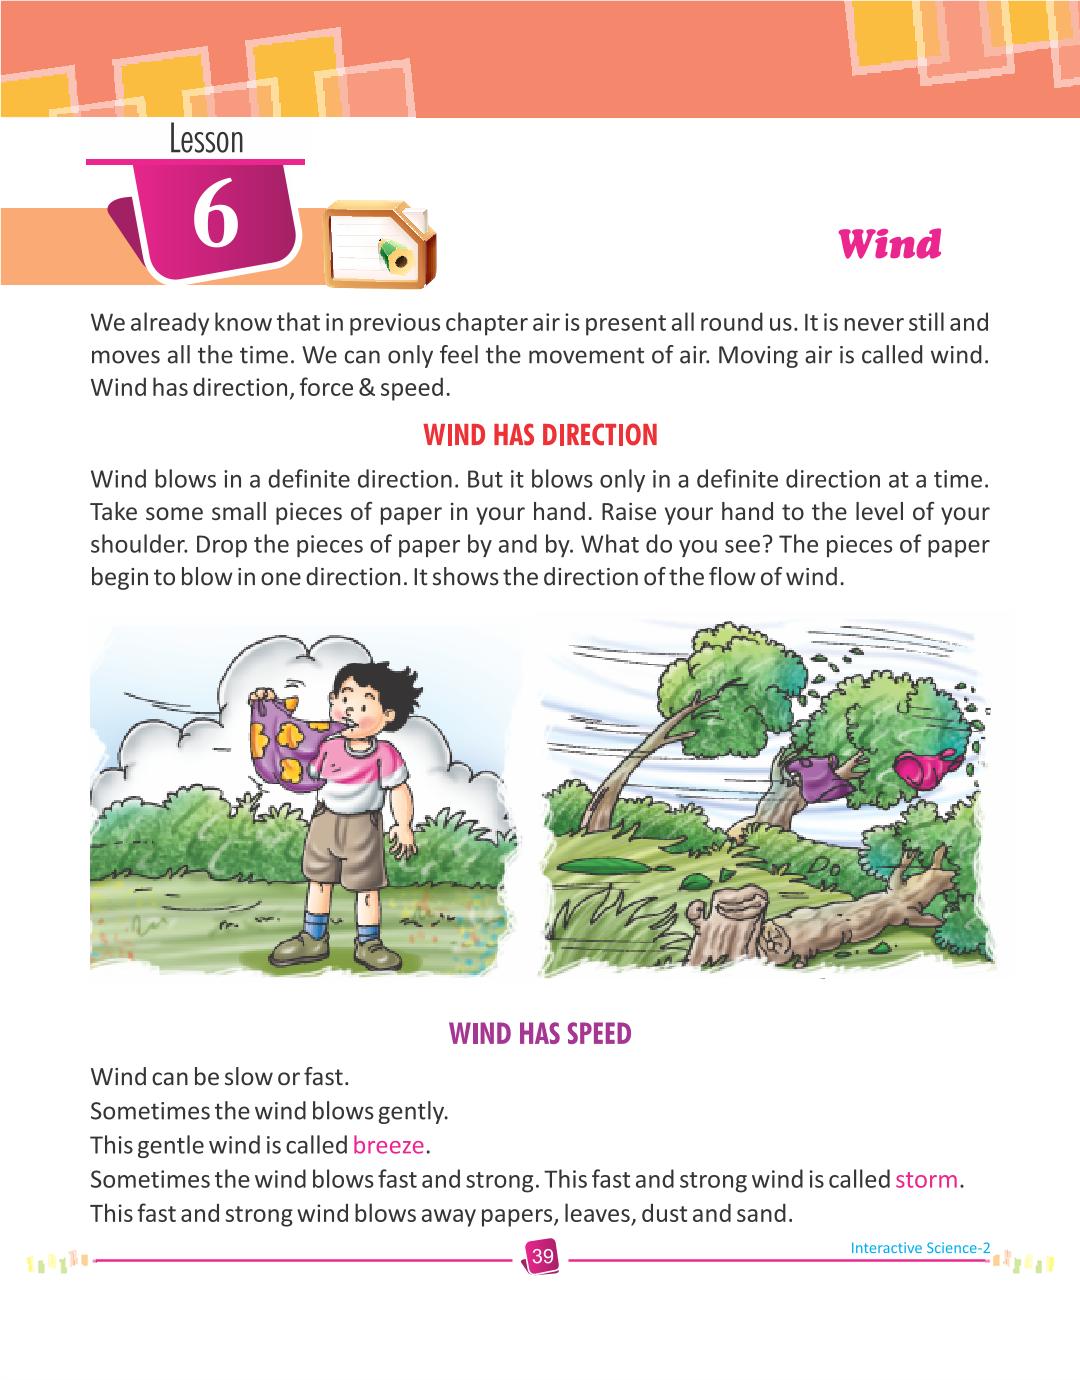 Lesson
6
Wind
We already know that in previous chapter air is present all round us. It is never still and
moves all the time. We can only feel the movement of air. Moving air is called wind.
Wind has direction, force & speed.
WIND HAS DIRECTION
Wind blows in a definite direction. But it blows only in a definite direction at a time.
Take some small pieces of paper in your hand. Raise your hand to the level of your
shoulder. Drop the pieces of paper by and by. What do you see? The pieces of paper
begin to blow in one direction. It shows the direction of the flow of wind.
WIND HAS SPEED
Wind can be slow or fast.
Sometimes the wind blows gently.
This gentle wind is called breeze.
Sometimes the wind blows fast and strong. This fast and strong wind is called storm.
This fast and strong wind blows away papers, leaves, dust and sand.
Interactive Science-2
39